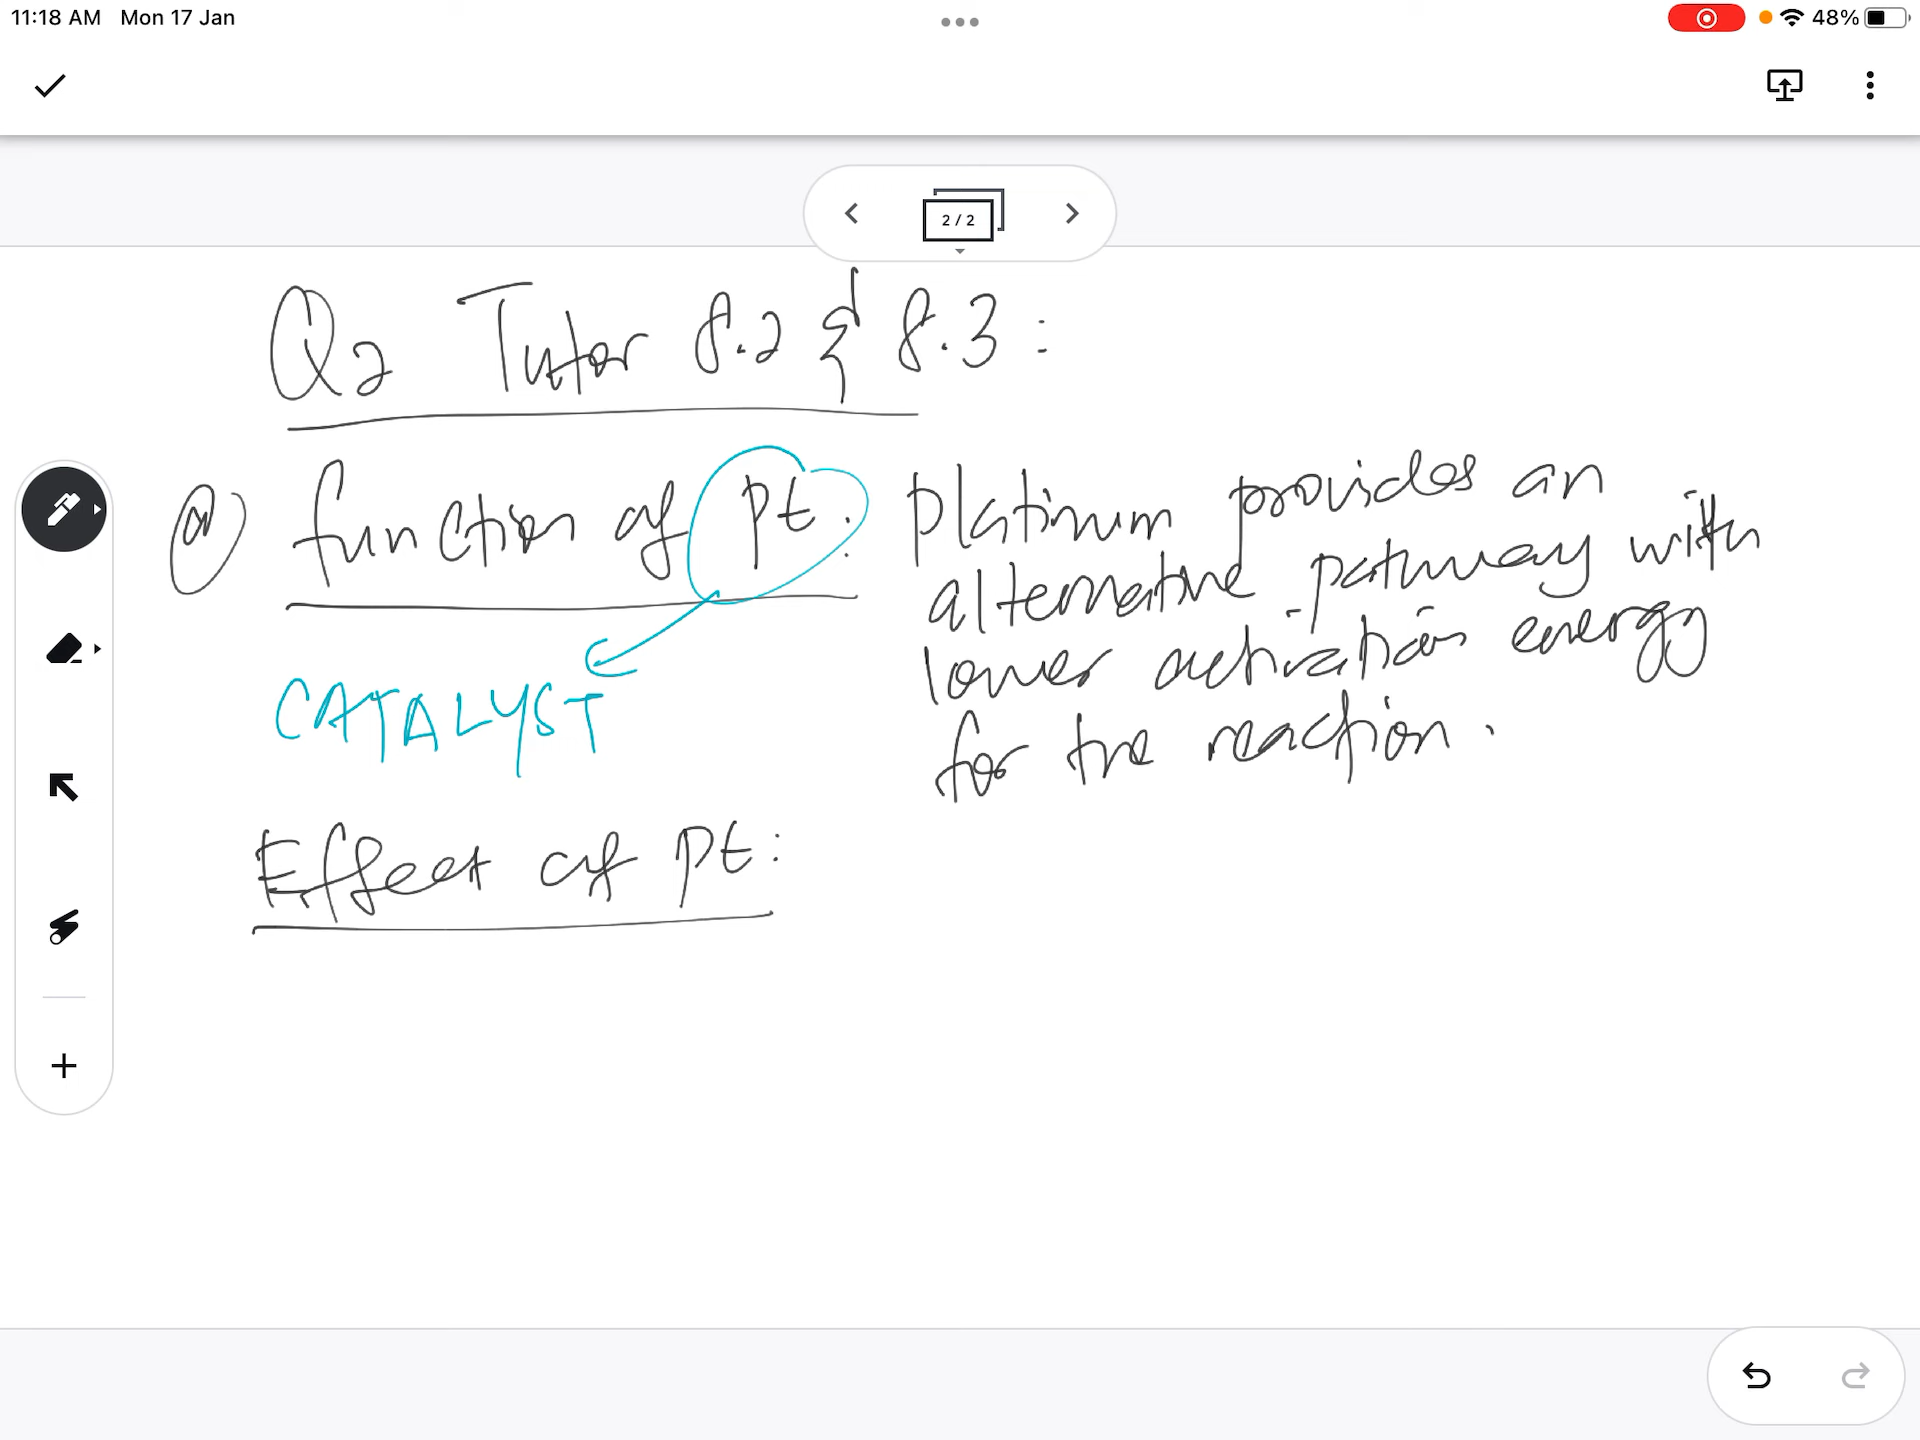 11:18 AM Mon 17 Jan
48%
2 / 2
Q2 Tutor 8.2 & 8.3 :
(a) function of Pt : Platinum provides an
alternative pathway with
lower activation energy
for the reaction.
CATALYST
Effect of Pt :